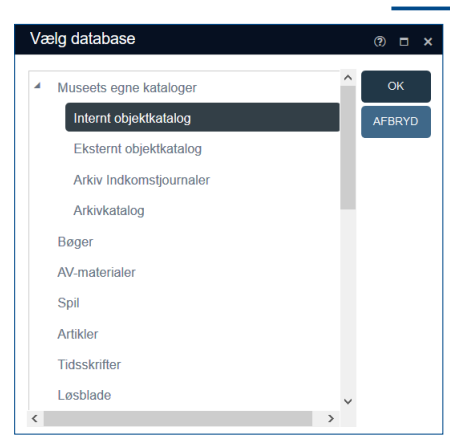 Vælg database
Museets egne kataloger
OK
Internt objektkatalog
AFBRYD
Eksternt objektkatalog
Arkiv Indkomstjournaler
Arkivkatalog
Bøger
AV-materialer
Spil
Artikler
Tidsskrifter
Løsblade